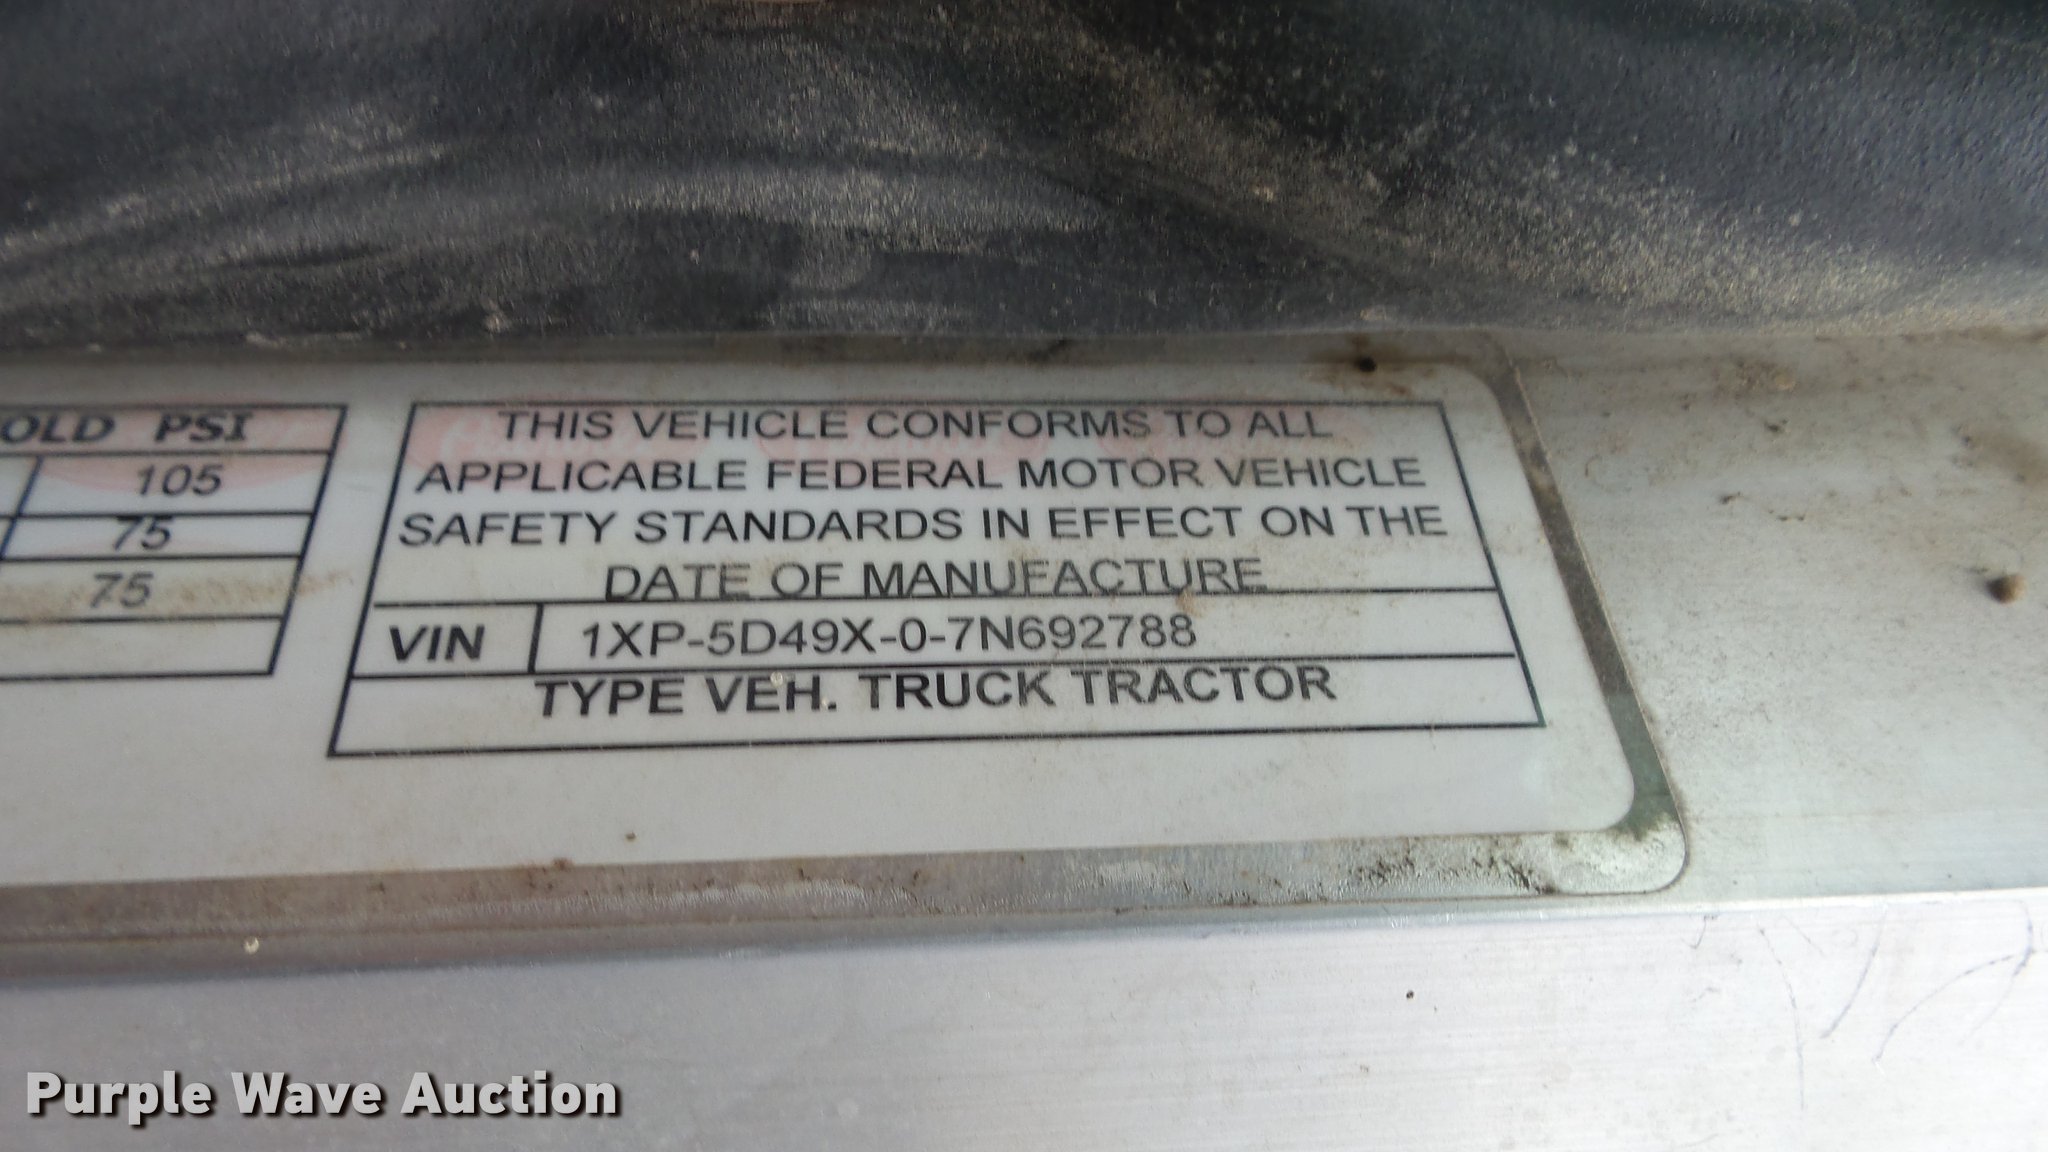 OLD PSI
105
75
75
THIS VEHICLE CONFORMS TO ALL
APPLICABLE FEDERAL MOTOR VEHICLE
SAFETY STANDARDS IN EFFECT ON THE
DATE OF MANUFACTURE
VIN 1XP-5D49X-0-7N692788
TYPE VEH. TRUCK TRACTOR
Purple Wave Auction